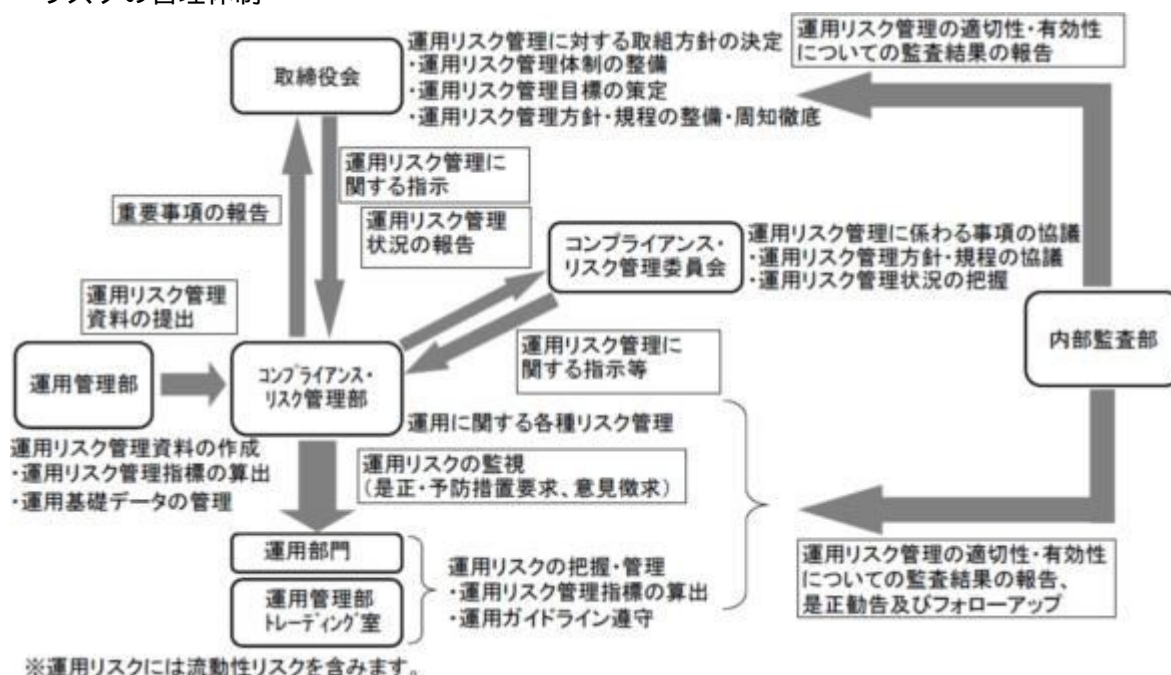 リスクの管理体制
取締役会
運用リスク管理に対する取組方針の決定
・運用リスク管理体制の整備
・運用リスク管理目標の策定
・運用リスク管理方針・規程の整備・周知徹底
運用リスク管理の適切性・有効性
についての監査結果の報告
運用リスク管理に
関する指示
重要事項の報告
運用リスク管理
状況の報告
コンプライアンス・
リスク管理委員会
運用リスク管理に係わる事項の協議
・運用リスク管理方針・規程の協議
・運用リスク管理状況の把握
運用リスク管理
資料の提出
内部監査部
運用リスク管理に
関する指示等
運用管理部
コンプライアンス・
リスク管理部
運用に関する各種リスク管理
運用リスク管理資料の作成
・運用リスク管理指標の算出
・運用基礎データの管理
運用リスクの監視
（是正・予防措置要求、意見徴求）
運用部門
運用管理部
トレーディング室
運用リスクの把握・管理
・運用リスク管理指標の算出
・運用ガイドライン遵守
運用リスク管理の適切性・有効性
についての監査結果の報告、
是正勧告及びフォローアップ
※運用リスクには流動性リスクを含みます。